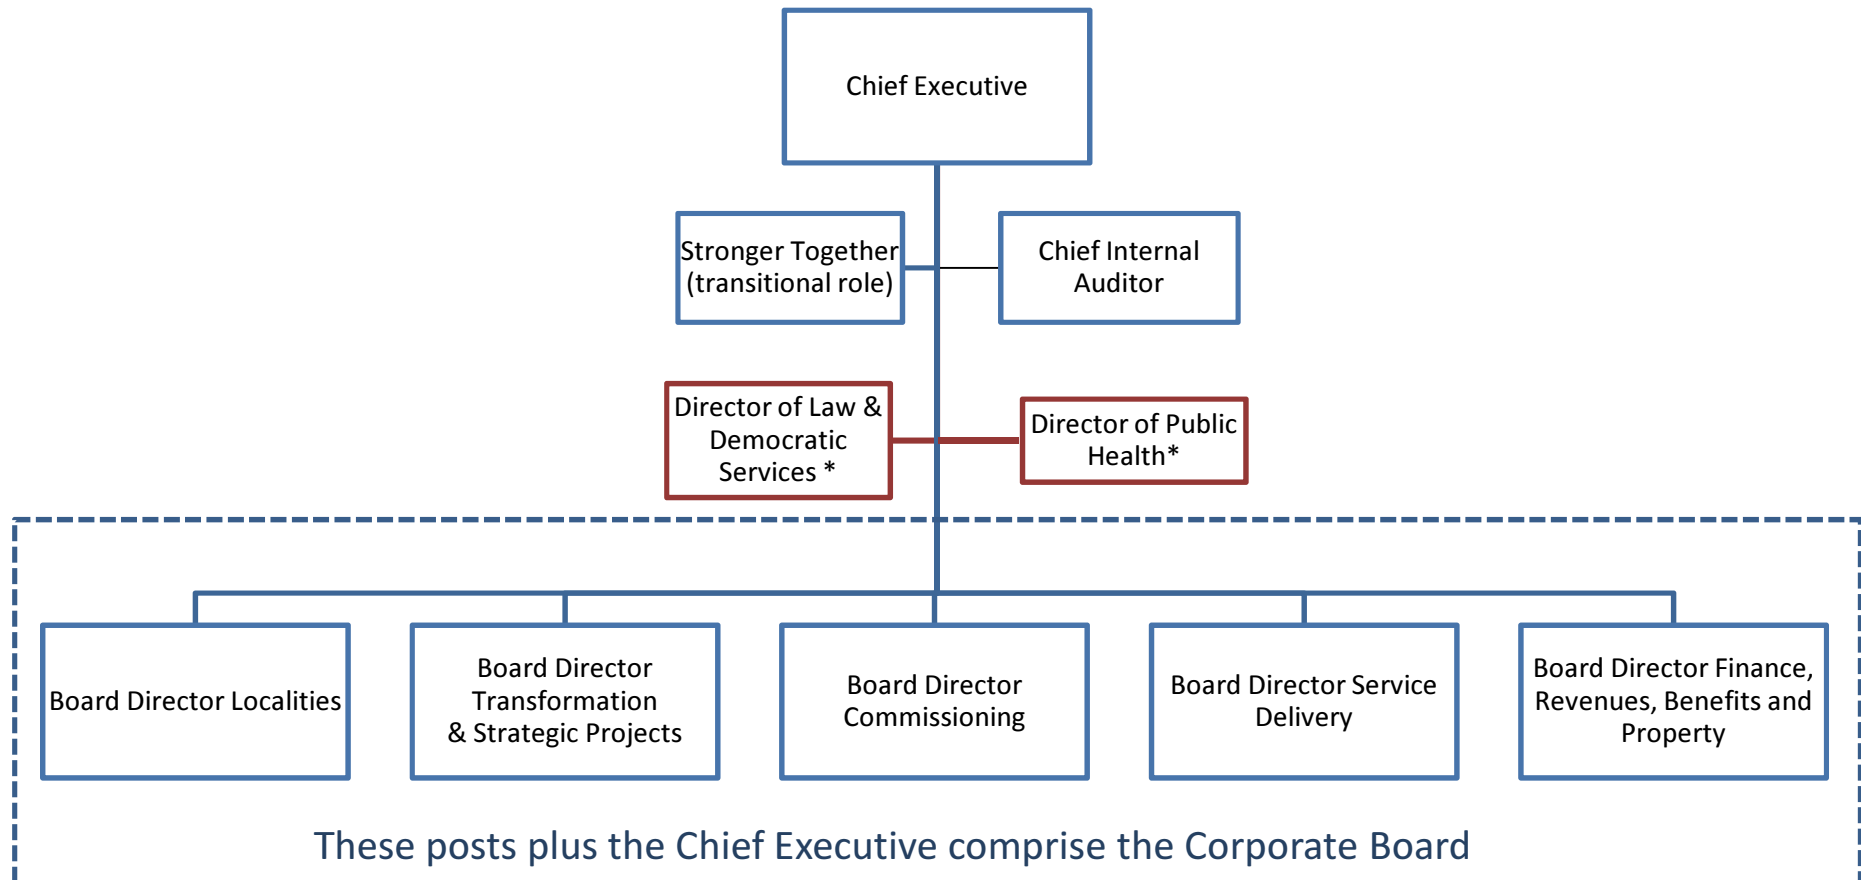 Chief Executive
Stronger Together
(transitional role)
Chief Internal
Auditor
Director of Law &
Democratic
Services *
Director of Public
Health*
Board Director Localities
Board Director
Transformation
& Strategic Projects
Board Director
Commissioning
Board Director Service
Delivery
Board Director Finance,
Revenues, Benefits and
Property
These posts plus the Chief Executive comprise the Corporate Board